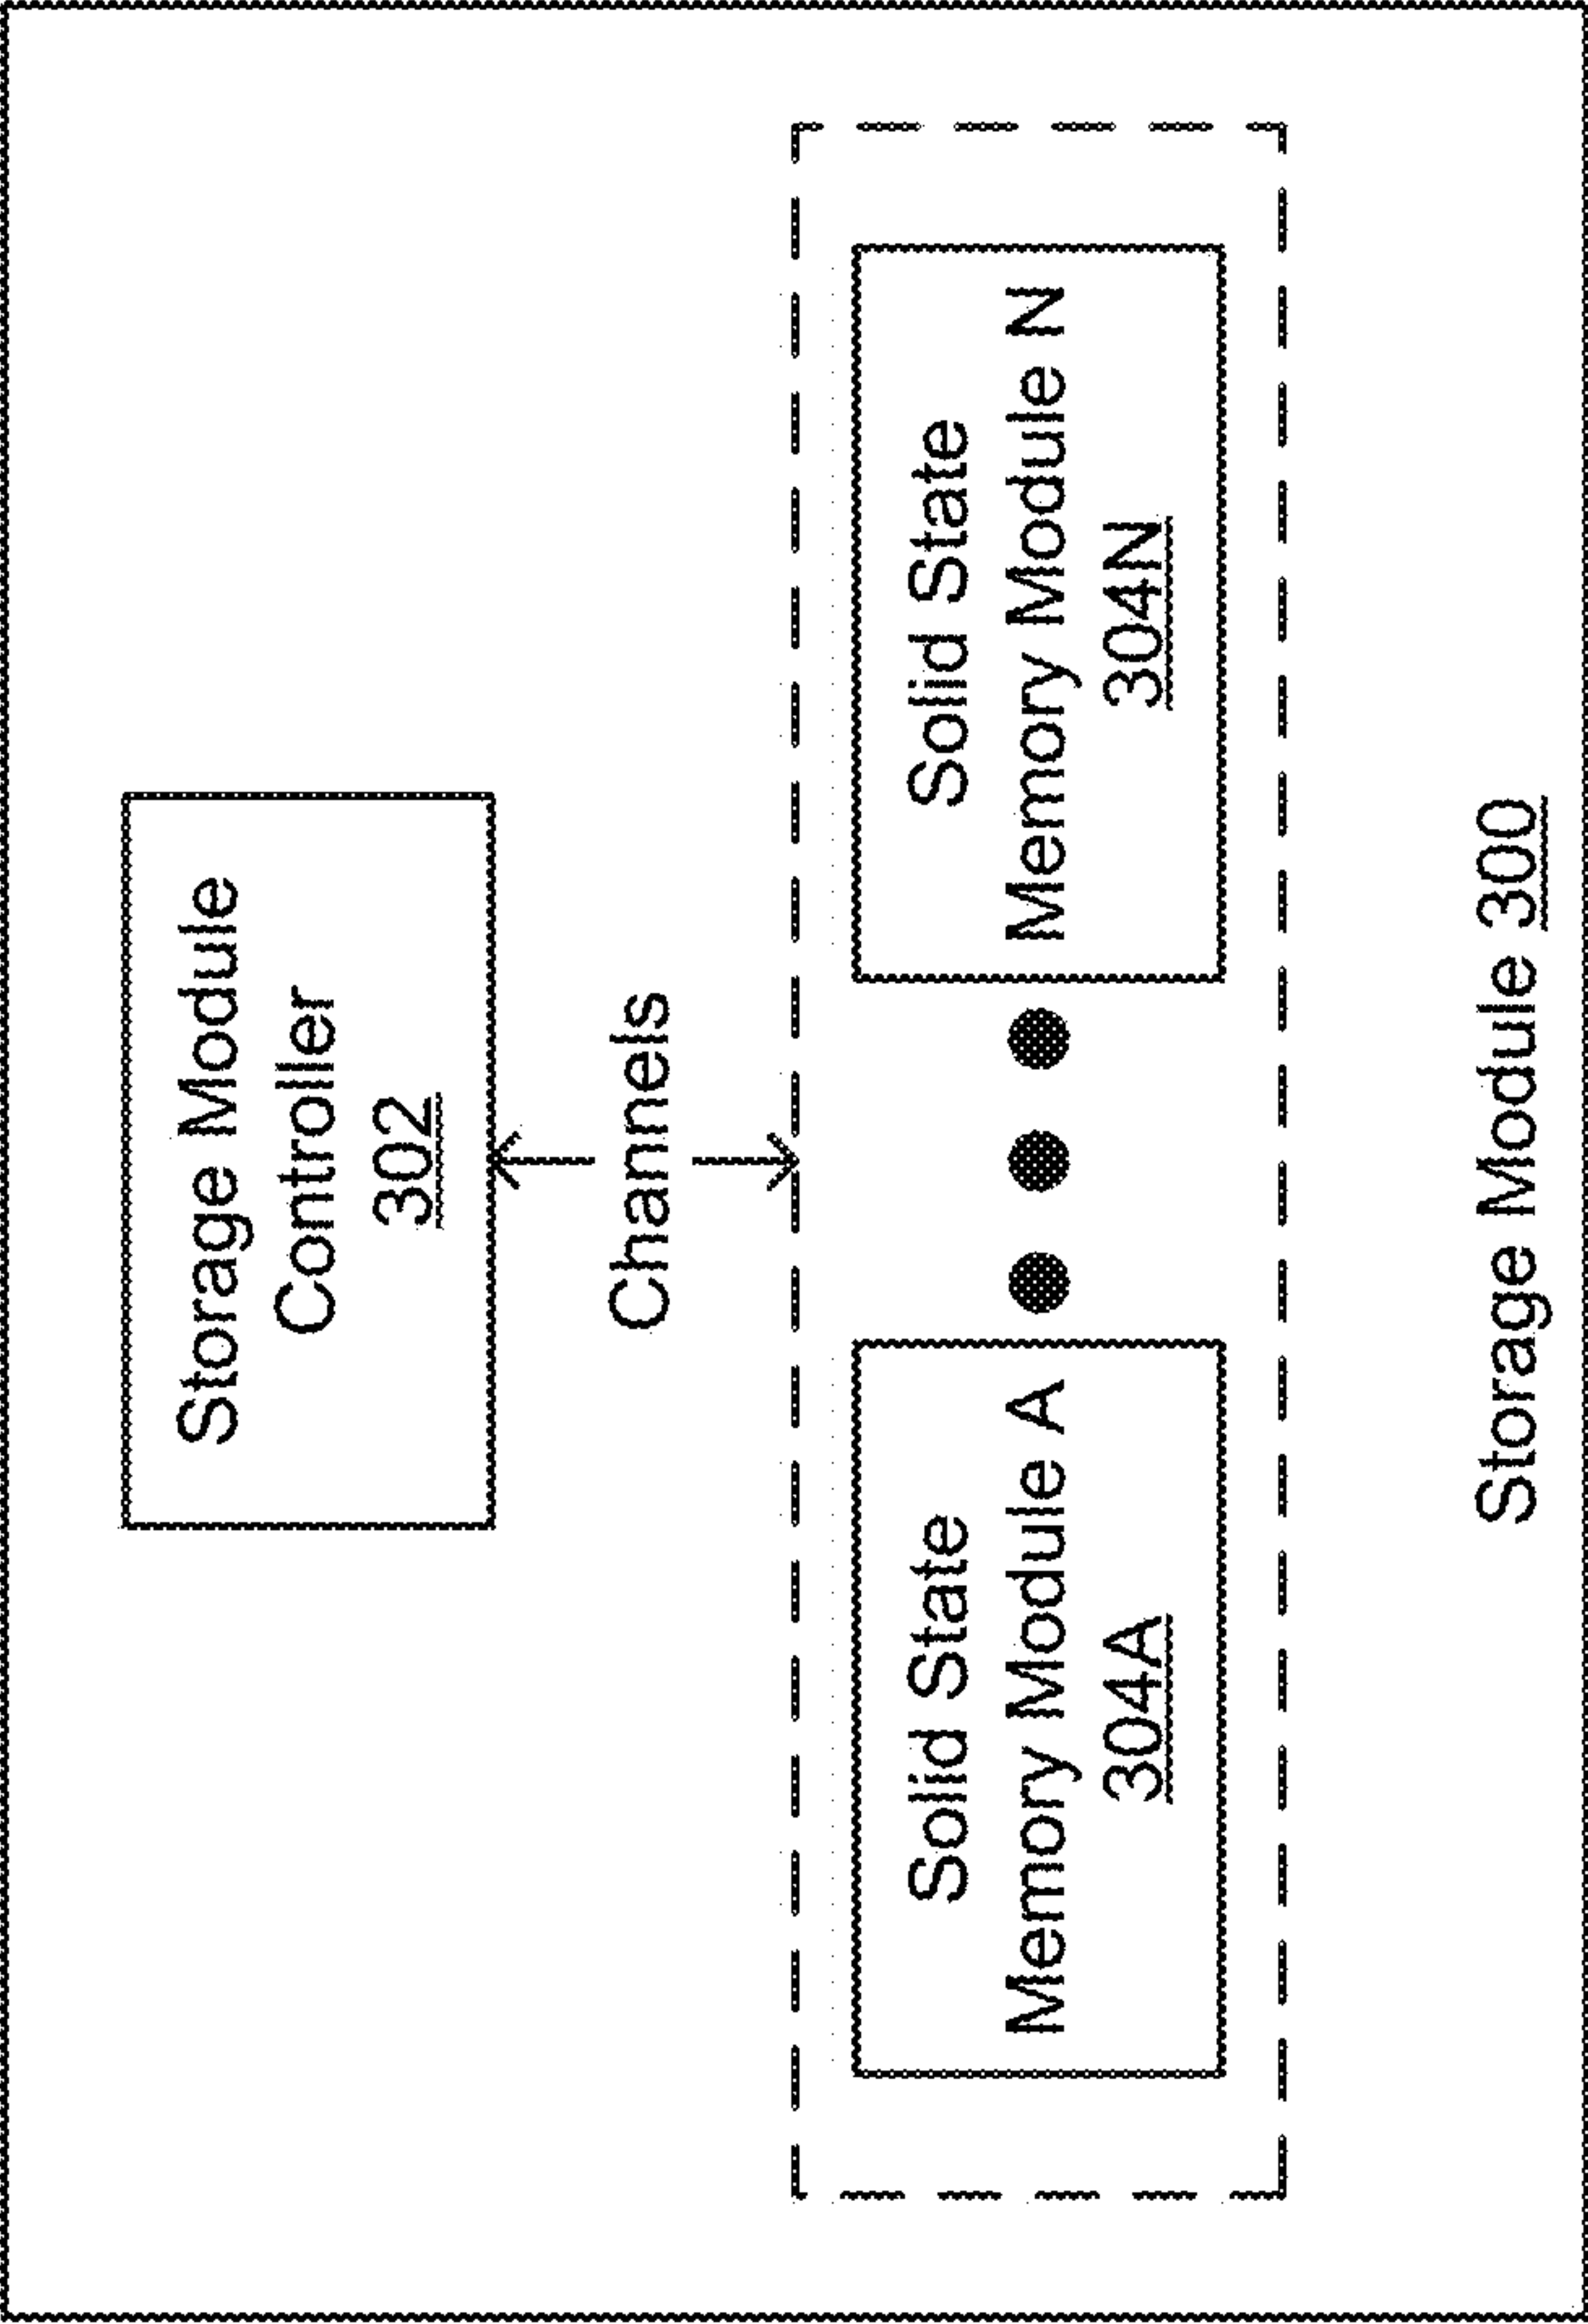 Storage Module
Controller
302
Channels
Solid State
Memory Module A
304A
Solid State
Memory Module N
304N
Storage Module 300